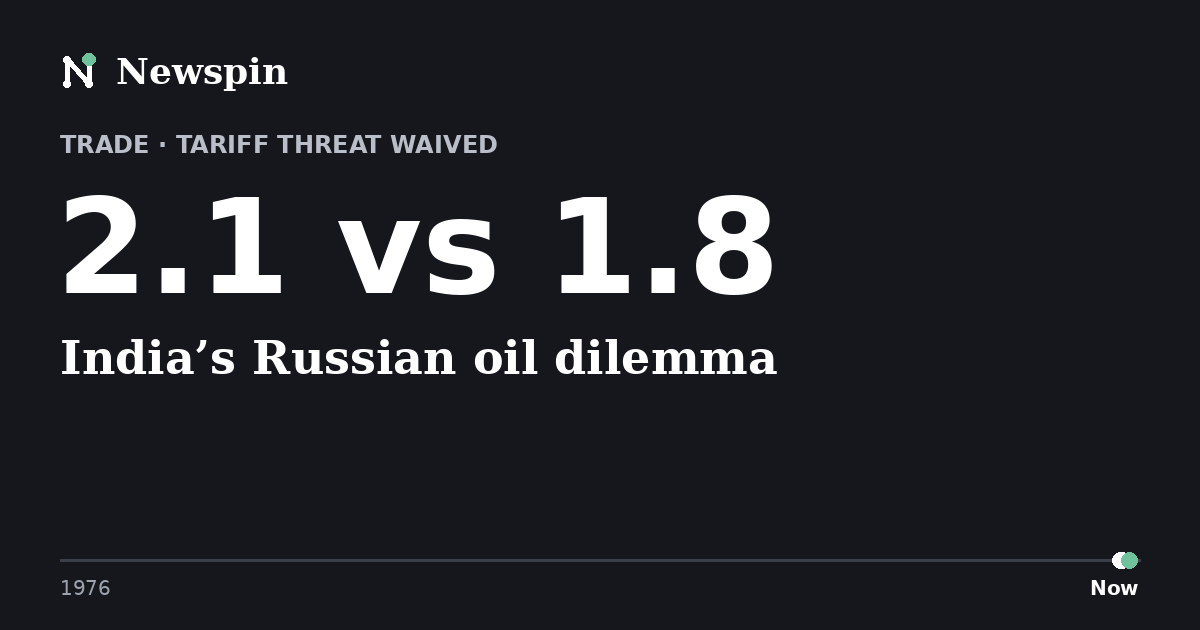 Newspin
TRADE · TARIFF THREAT WAIVED
2.1 vs 1.8
India’s Russian oil dilemma
1976
Now